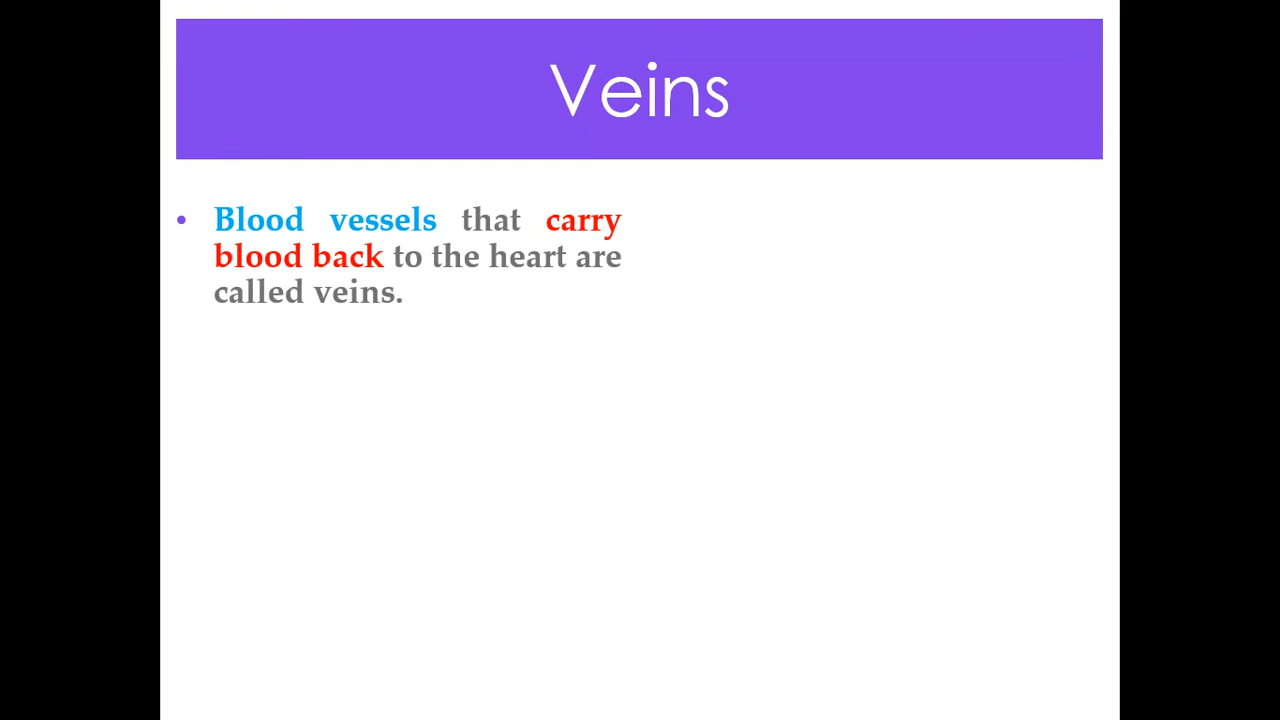 Veins
• Blood vessels that carry
blood back to the heart are
called veins.